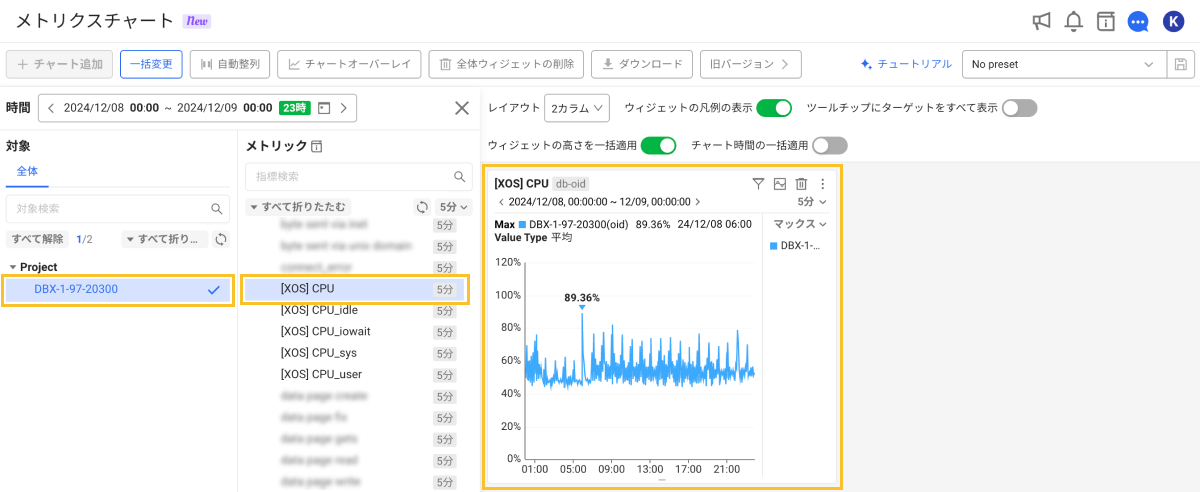 メトリクスチャート New
K
チャート追加
一括変更
自動整列
チャートオーバーレイ
全体ウィジェットの削除
ダウンロード
旧バージョン
チュートリアル
No preset
時間
2024/12/08 00:00 ~ 2024/12/09 00:00 23時
レイアウト 2カラム
ウィジェットの凡例の表示
ツールチップにターゲットをすべて表示
ウィジェットの高さを一括適用
チャート時間の一括適用
対象
全体
対象検索
すべて解除 1/2
すべて折り...
Project
DBX-1-97-20300
メトリック
指標検索
すべて折りたたむ
5分
5分
5分
5分
[XOS] CPU 5分
[XOS] CPU_idle 5分
[XOS] CPU_iowait 5分
[XOS] CPU_sys 5分
[XOS] CPU_user 5分
data page create 5分
data page fix 5分
data page gets 5分
data page read 5分
data page write 5分
[XOS] CPU db-oid
2024/12/08, 00:00:00 ~ 12/09, 00:00:00
5分
Max DBX-1-97-20300(oid) 89.36% 24/12/08 06:00
Value Type 平均
マックス
DBX-1-...
120%
100%
80%
60%
40%
20%
0%
89.36%
01:00 05:00 09:00 13:00 17:00 21:00